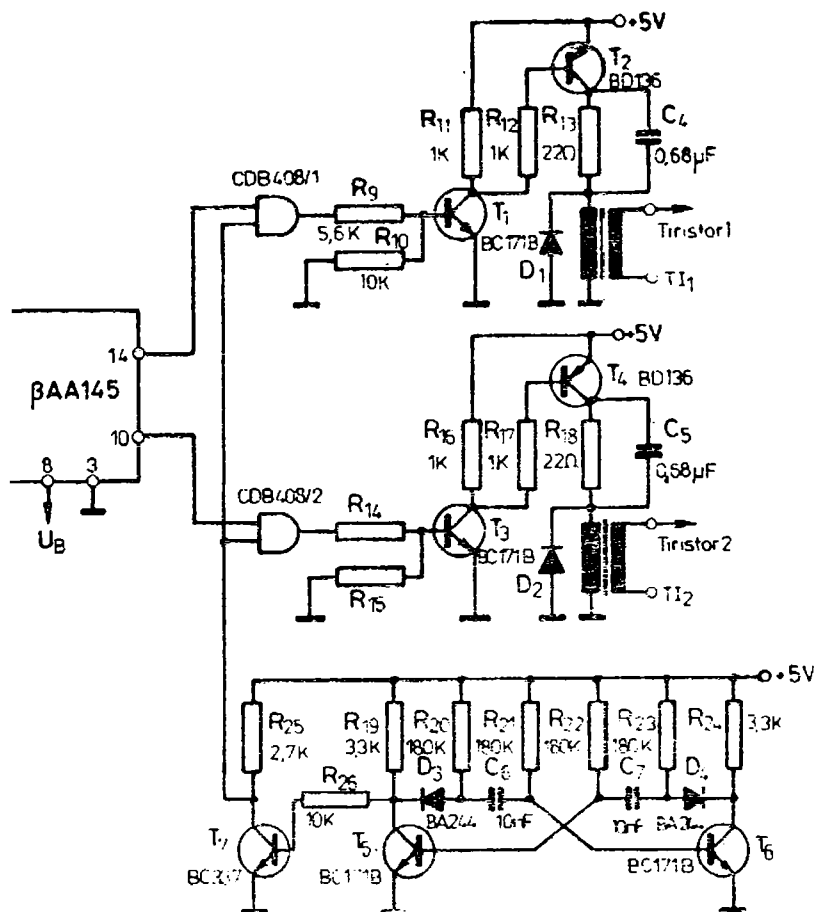 +5V
T2
BD136
R11
1K
R12
1K
R13
22Ω
C4
0,68µF
CDB408/1
R9
5,6K
R10
10K
T1
BC171B
D1
Tiristor1
TI1
14
βAA145
10
8
3
UB
+5V
T4
BD136
R16
1K
R17
1K
R18
22Ω
C5
0,68µF
CDB408/2
R14
R15
T3
BC171B
D2
Tiristor2
TI2
+5V
R25
2,7K
R19
3,3K
R20
180K
R21
180K
R22
180K
R23
180K
R24
3,3K
R26
10K
D3
BA244
C6
10nF
C7
10nF
BA244
T7
T5
BC171B
BC171B
T6